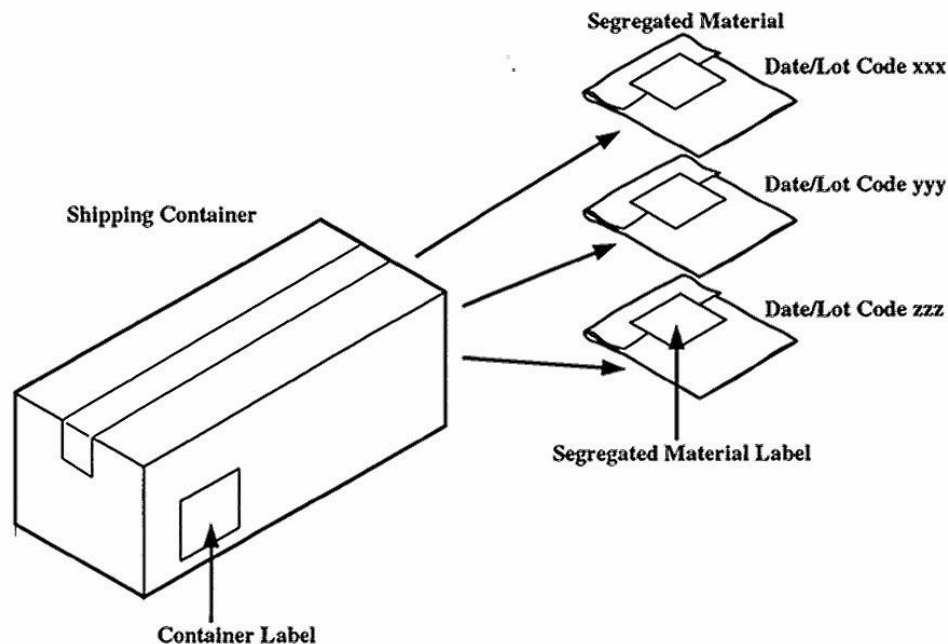 Segregated Material
Date/Lot Code xxx
Date/Lot Code yyy
Shipping Container
Date/Lot Code zzz
Segregated Material Label
Container Label